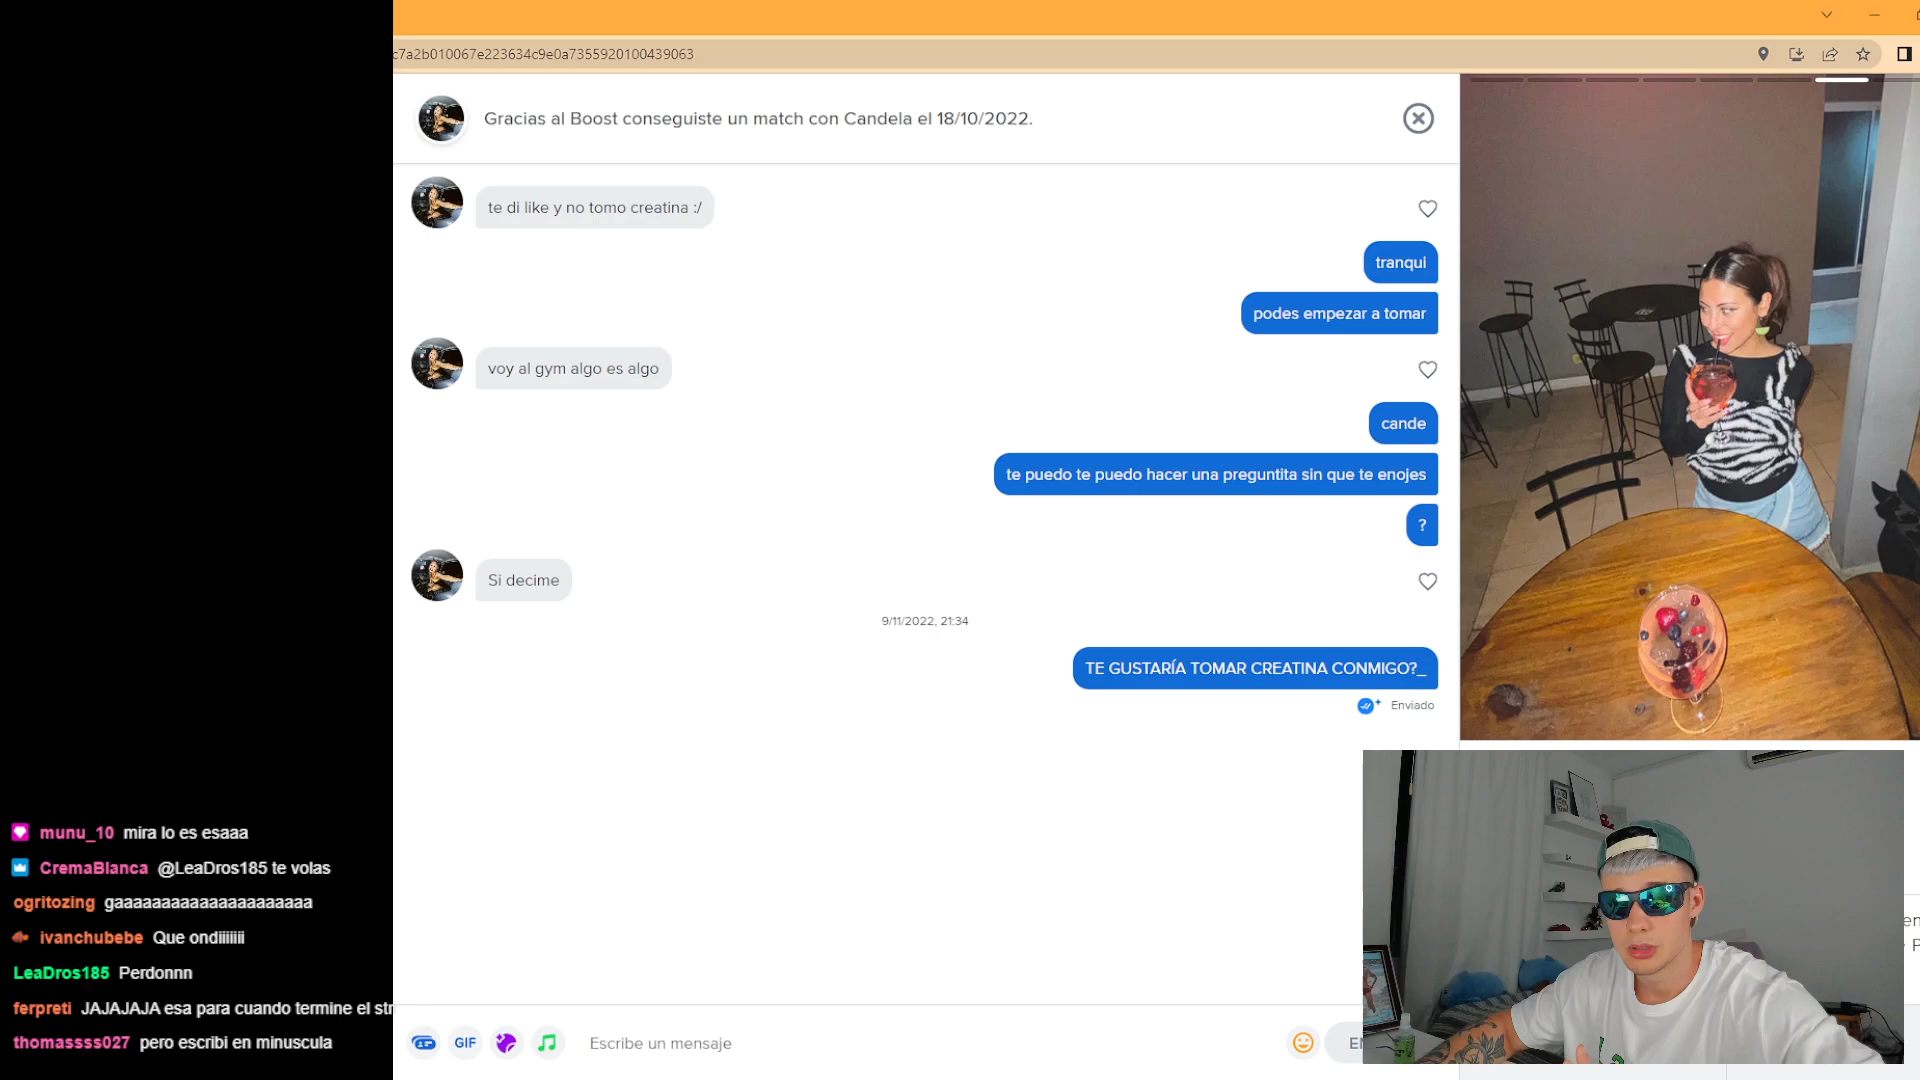 c7a2b010067e223634c9e0a7355920100439063
Gracias al Boost conseguiste un match con Candela el 18/10/2022.
te di like y no tomo creatina :/
tranqui
podes empezar a tomar
voy al gym algo es algo
cande
te puedo te puedo hacer una preguntita sin que te enojes
?
Si decime
9/11/2022, 21:34
TE GUSTARÍA TOMAR CREATINA CONMIGO?_
Enviado
munu_10 mira lo es esaaa
CremaBlanca @LeaDros185 te volas
ogritozing gaaaaaaaaaaaaaaaaaaaaa
ivanchubebe Que ondiiiiiii
LeaDros185 Perdonnn
ferpreti JAJAJAJA esa para cuando termine el str
thomassss027 pero escribi en minuscula
GIF
Escribe un mensaje